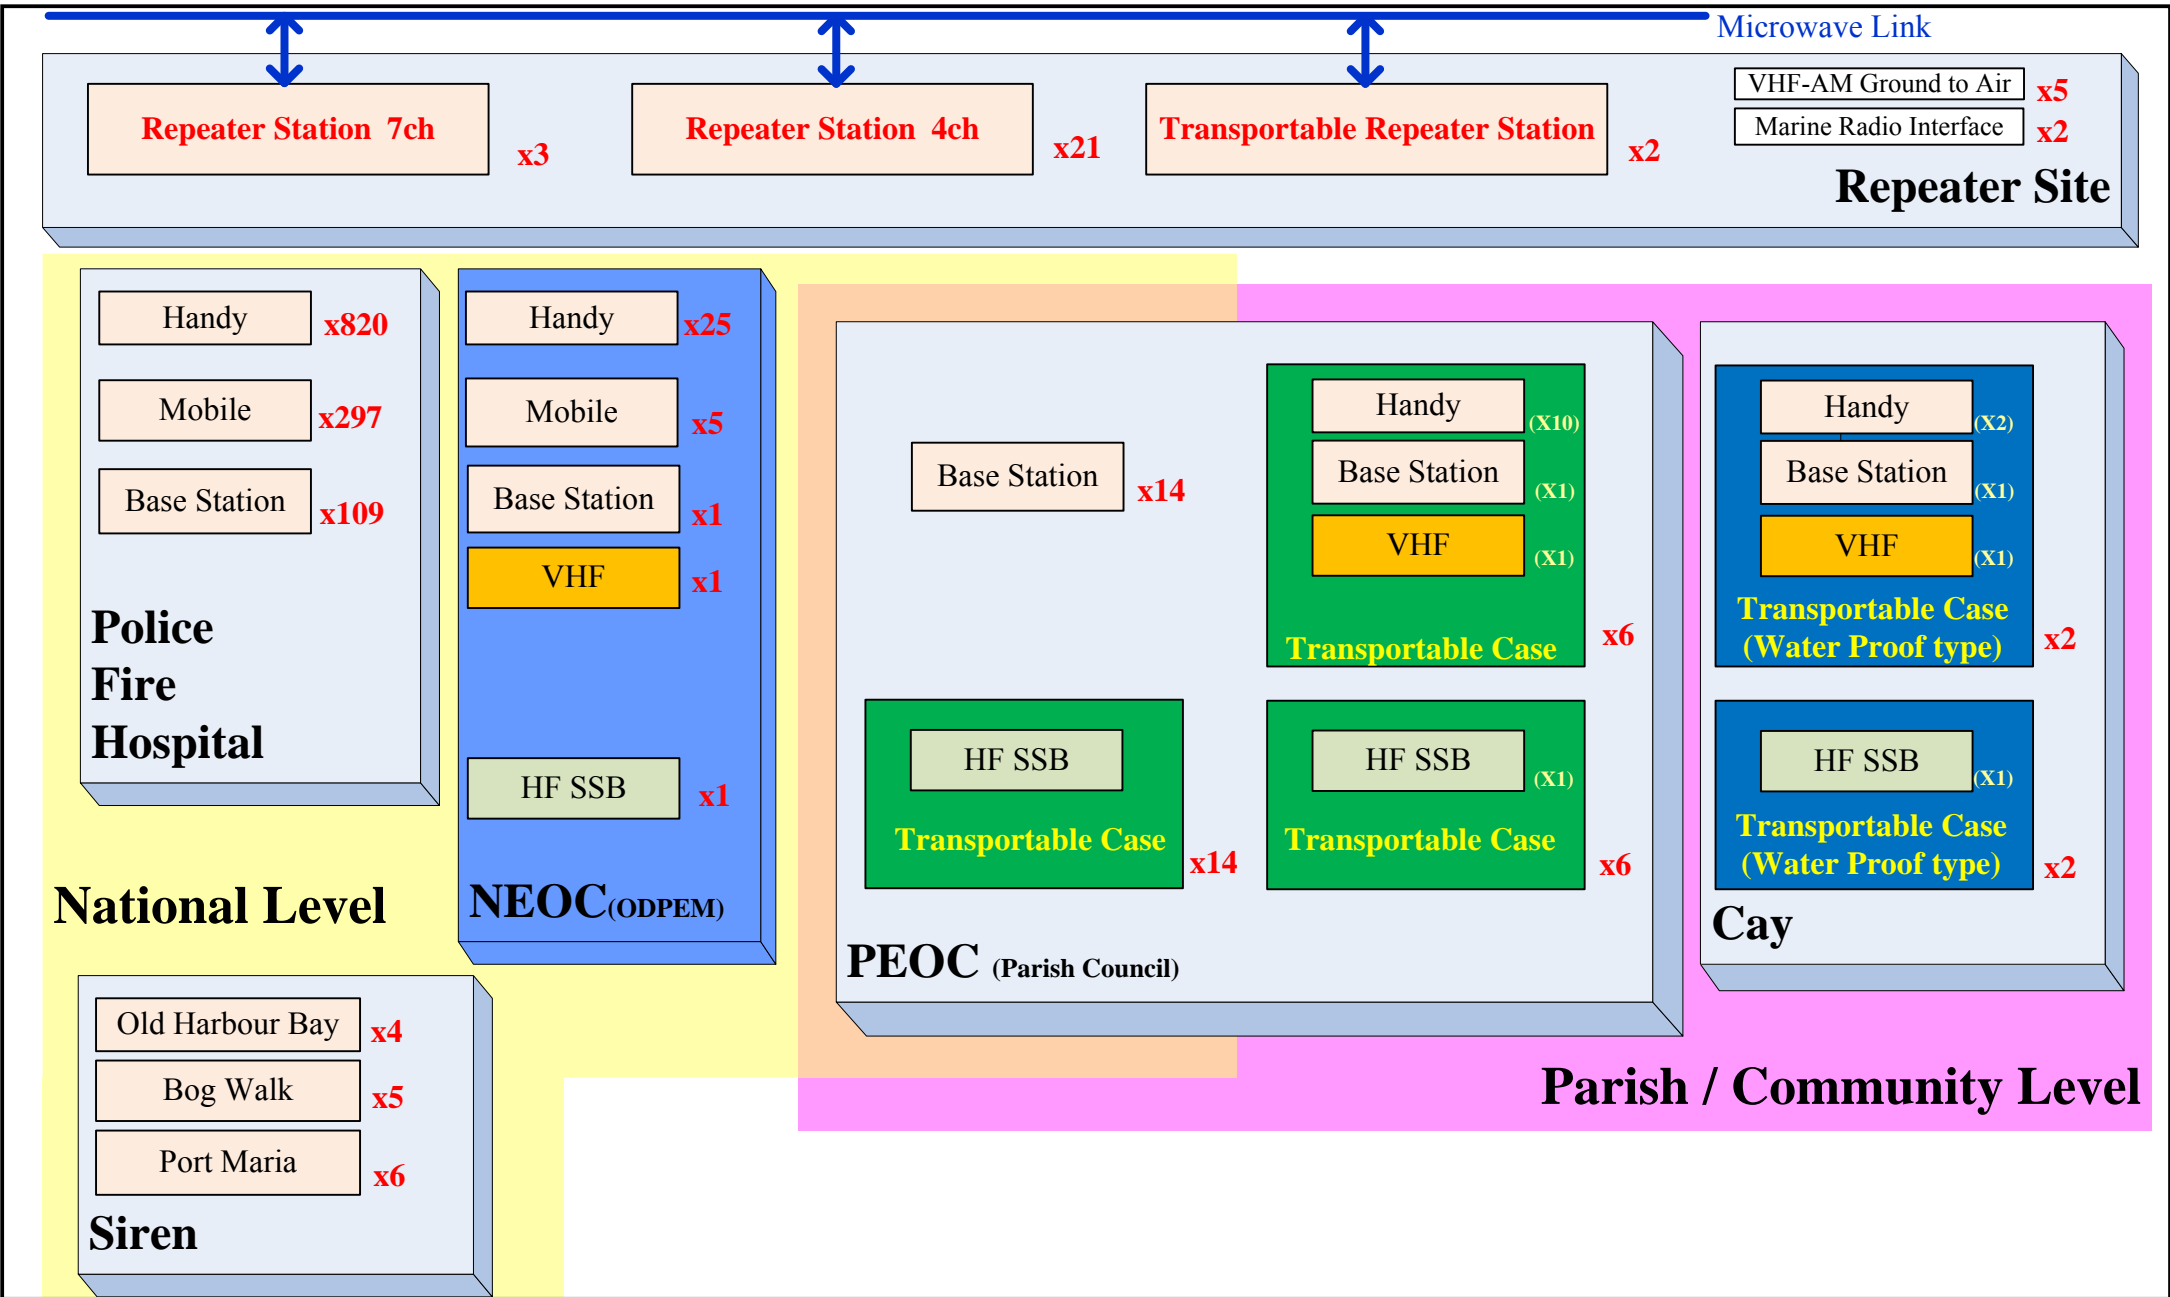 Microwave Link
Repeater Station 7ch
x3
Repeater Station 4ch
x21
Transportable Repeater Station
x2
VHF-AM Ground to Air
x5
Marine Radio Interface
x2
Repeater Site
Handy
x820
Mobile
x297
Base Station
x109
Police
Fire
Hospital
National Level
Handy
x25
Mobile
x5
Base Station
x1
VHF
x1
HF SSB
x1
NEOC(ODPEM)
Base Station
x14
Handy
(X10)
Base Station
(X1)
VHF
(X1)
Transportable Case
x6
HF SSB
Transportable Case
x14
HF SSB
(X1)
Transportable Case
x6
PEOC (Parish Council)
Handy
(X2)
Base Station
(X1)
VHF
(X1)
Transportable Case
(Water Proof type)
x2
HF SSB
(X1)
Transportable Case
(Water Proof type)
x2
Cay
Parish / Community Level
Old Harbour Bay
x4
Bog Walk
x5
Port Maria
x6
Siren